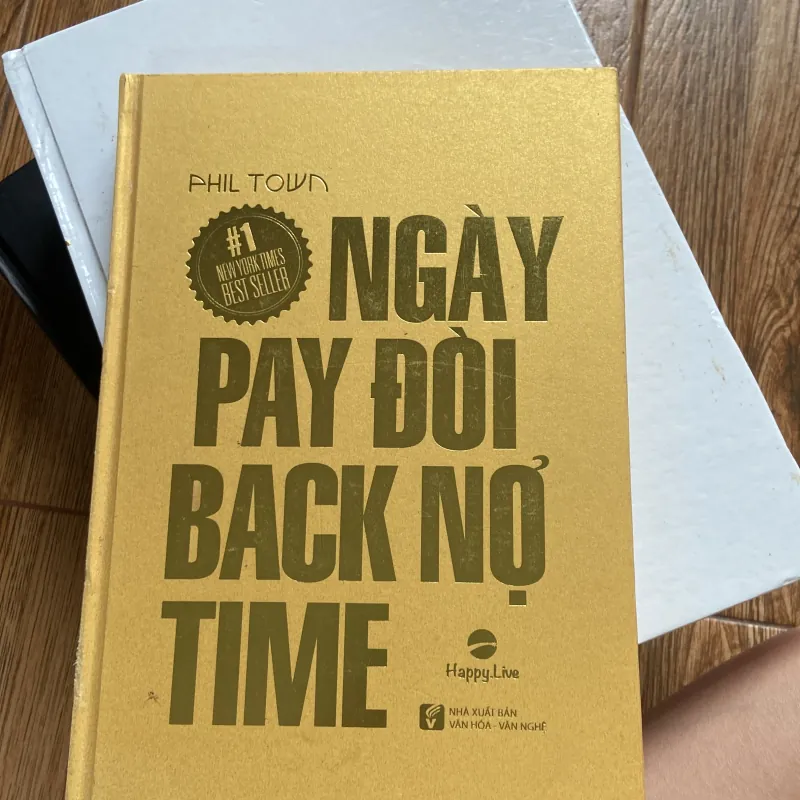 PHIL TOWN
#1
NEW YORK TIMES
BEST SELLER
NGÀY
PAY ĐÒI
BACK NỢ
TIME
Happy.Live
NHÀ XUẤT BẢN
VĂN HÓA - VĂN NGHỆ